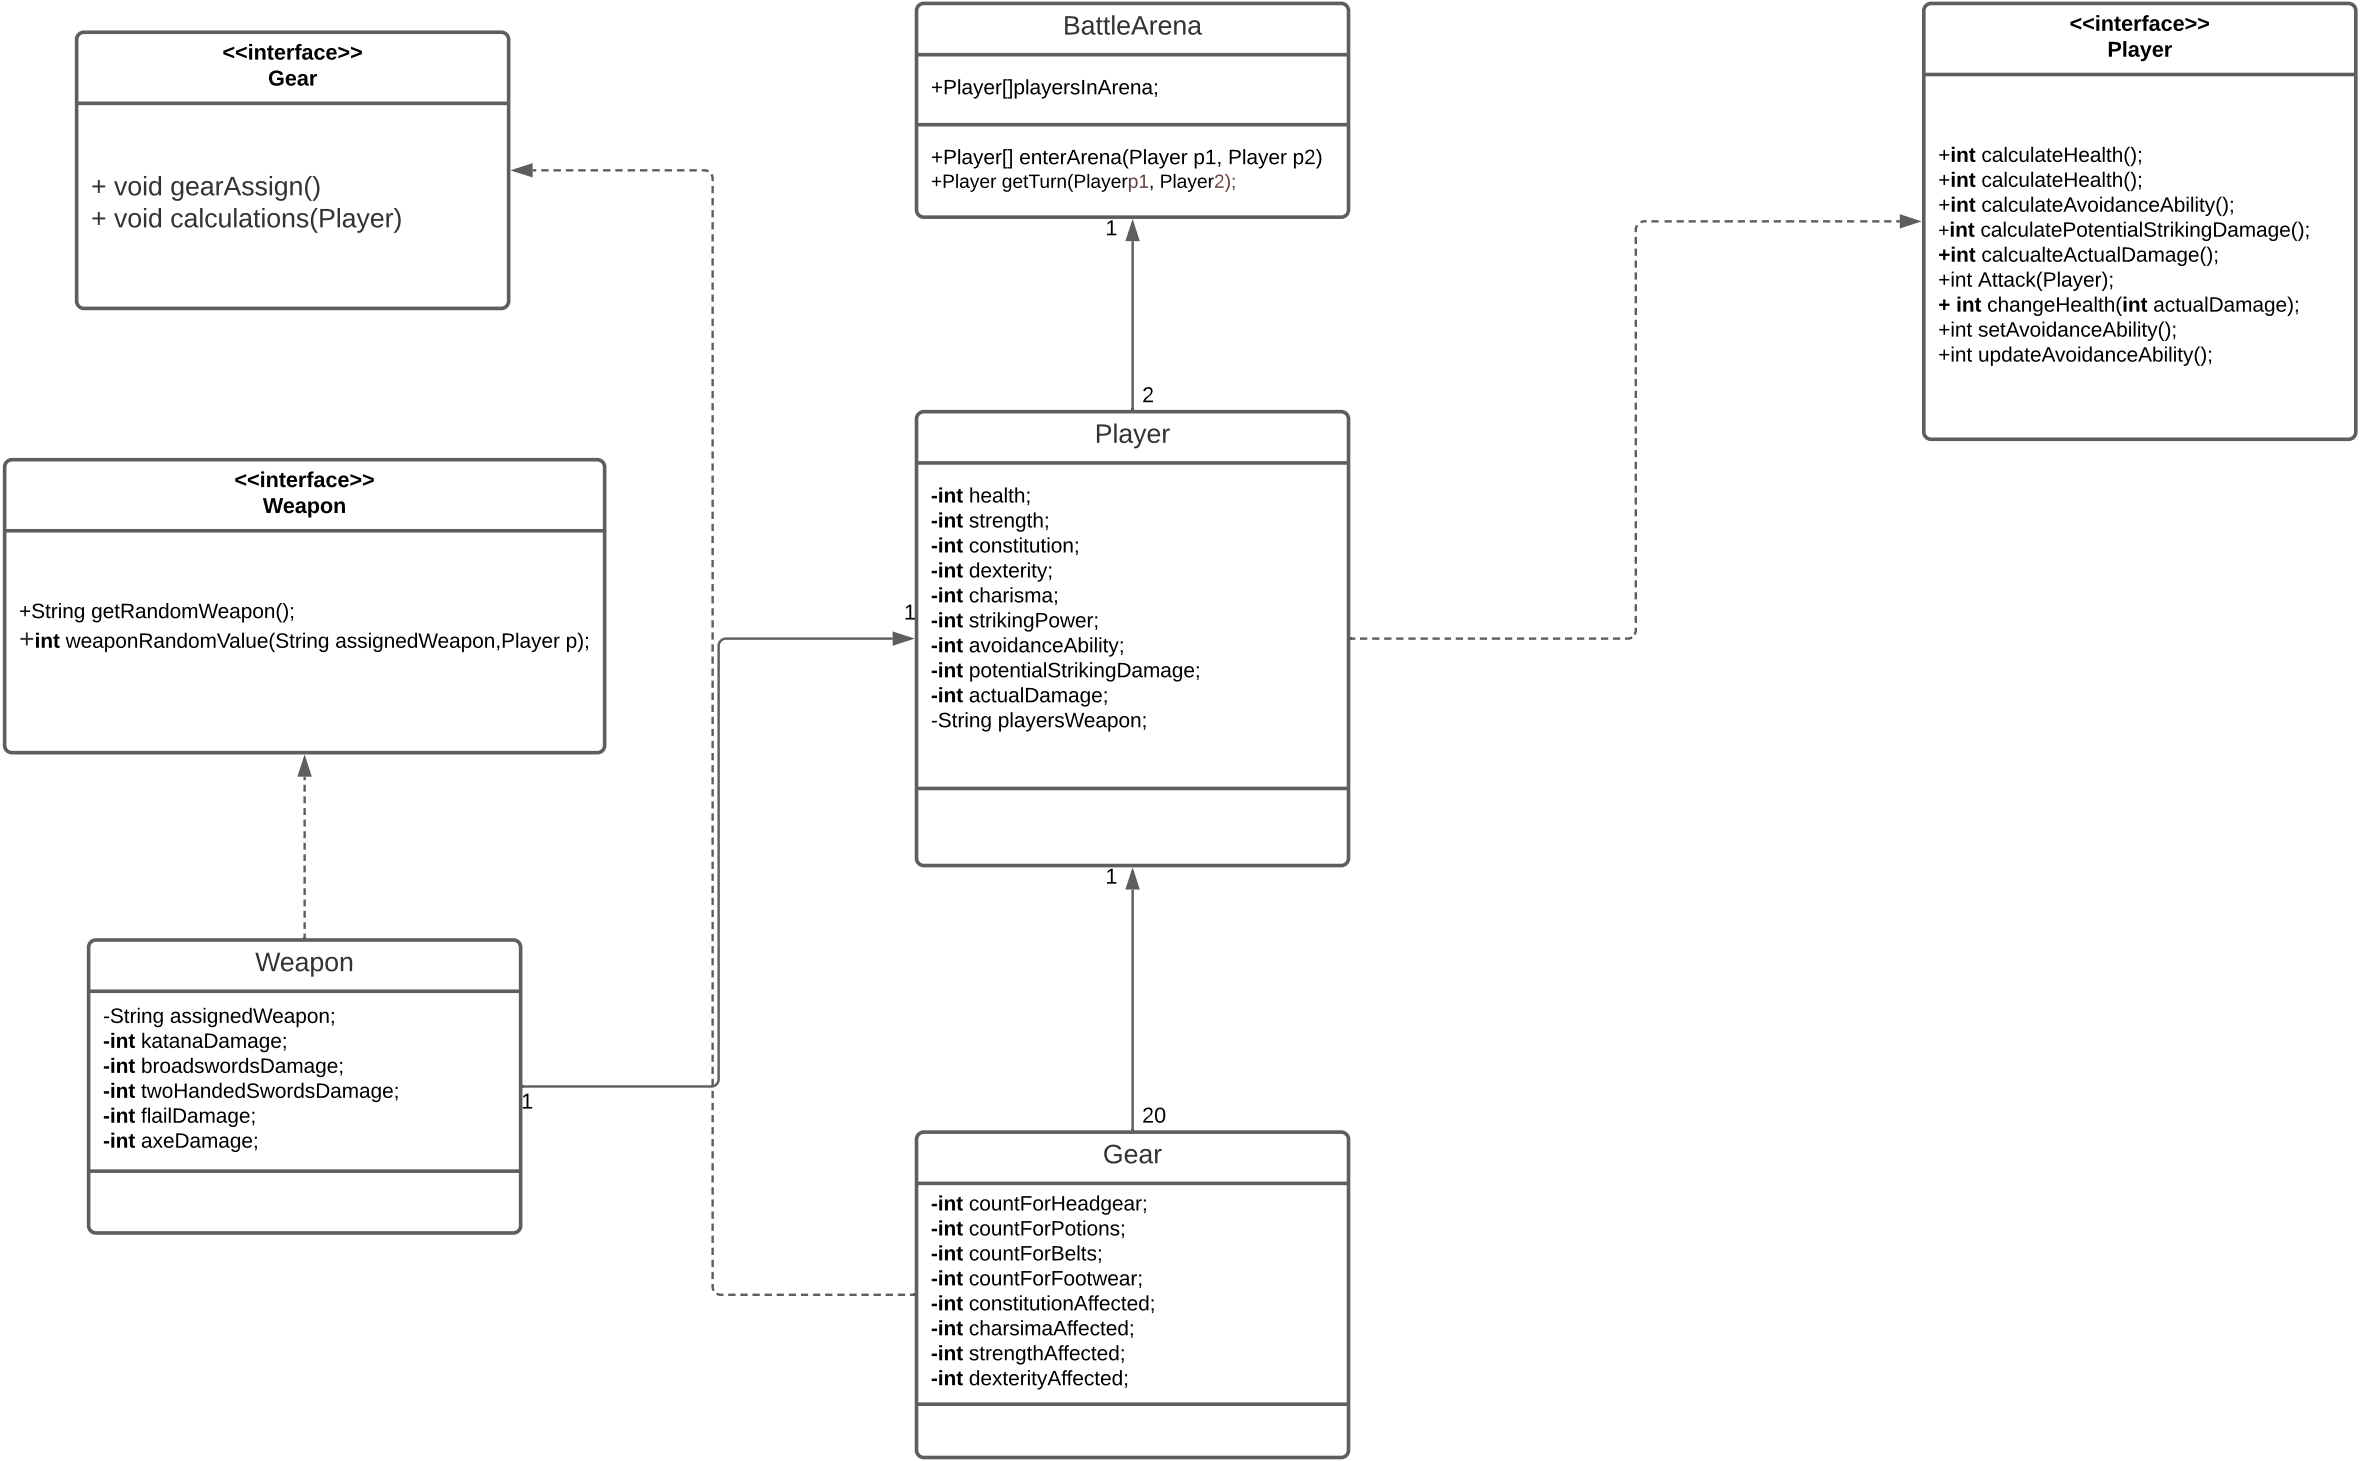 <<interface>>
Gear
+ void gearAssign()
+ void calculations(Player)
BattleArena
+Player[]playersInArena;
+Player[] enterArena(Player p1, Player p2)
+Player getTurn(Playerp1, Player2);
1
2
<<interface>>
Player
+int calculateHealth();
+int calculateHealth();
+int calculateAvoidanceAbility();
+int calculatePotentialStrikingDamage();
+int calcualteActualDamage();
+int Attack(Player);
+ int changeHealth(int actualDamage);
+int setAvoidanceAbility();
+int updateAvoidanceAbility();
<<interface>>
Weapon
+String getRandomWeapon();
+int weaponRandomValue(String assignedWeapon,Player p);
Player
-int health;
-int strength;
-int constitution;
-int dexterity;
-int charisma;
-int strikingPower;
-int avoidanceAbility;
-int potentialStrikingDamage;
-int actualDamage;
-String playersWeapon;
1
1
Weapon
-String assignedWeapon;
-int katanaDamage;
-int broadswordsDamage;
-int twoHandedSwordsDamage;
-int flailDamage;
-int axeDamage;
1
20
Gear
-int countForHeadgear;
-int countForPotions;
-int countForBelts;
-int countForFootwear;
-int constitutionAffected;
-int charsimaAffected;
-int strengthAffected;
-int dexterityAffected;